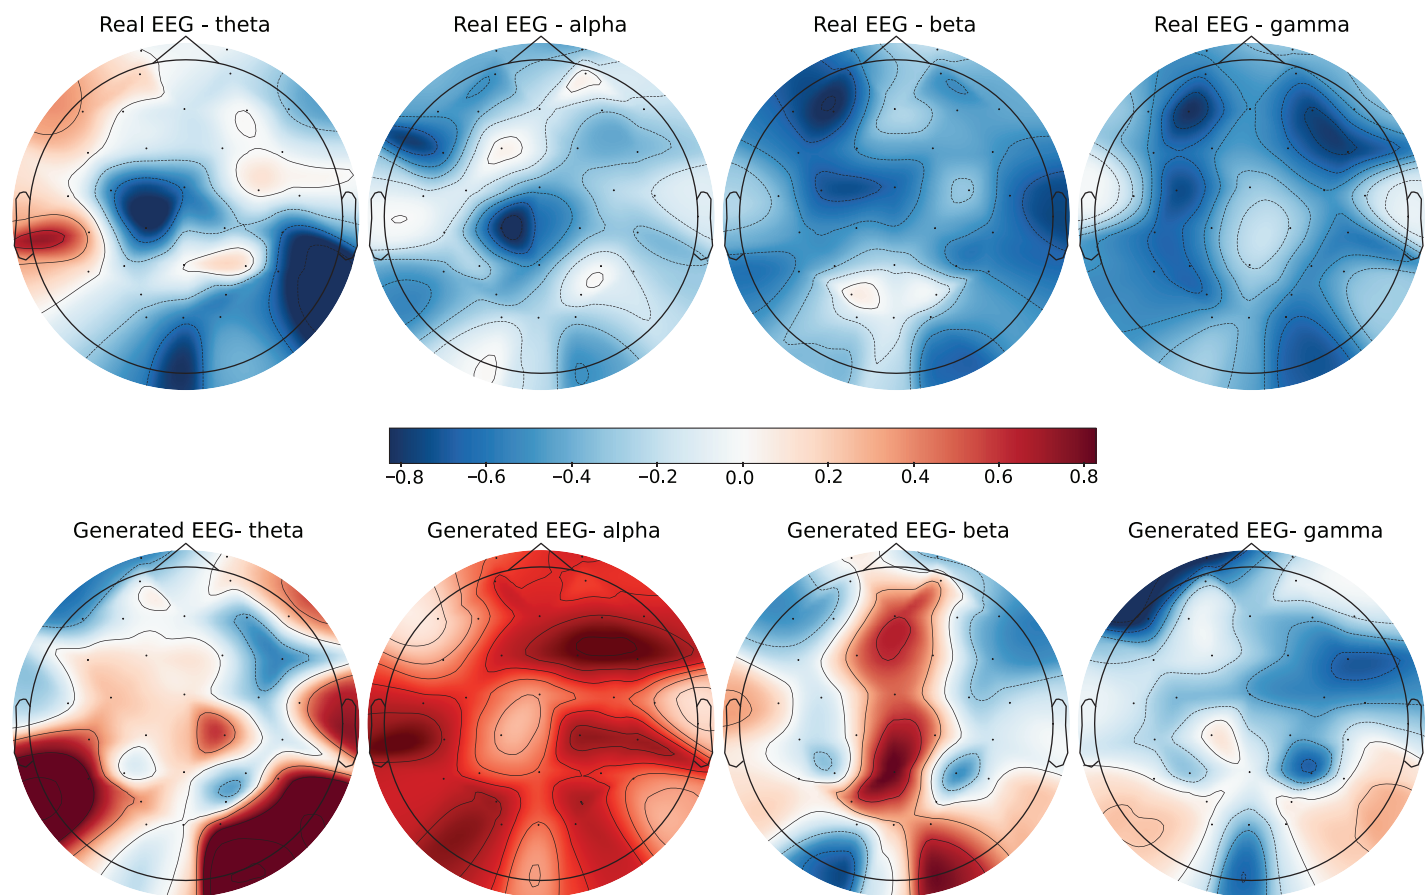 Real EEG - theta
Real EEG - alpha
Real EEG - beta
Real EEG - gamma
−0.8 −0.6 −0.4 −0.2 0.0 0.2 0.4 0.6 0.8
Generated EEG- theta
Generated EEG- alpha
Generated EEG- beta
Generated EEG- gamma